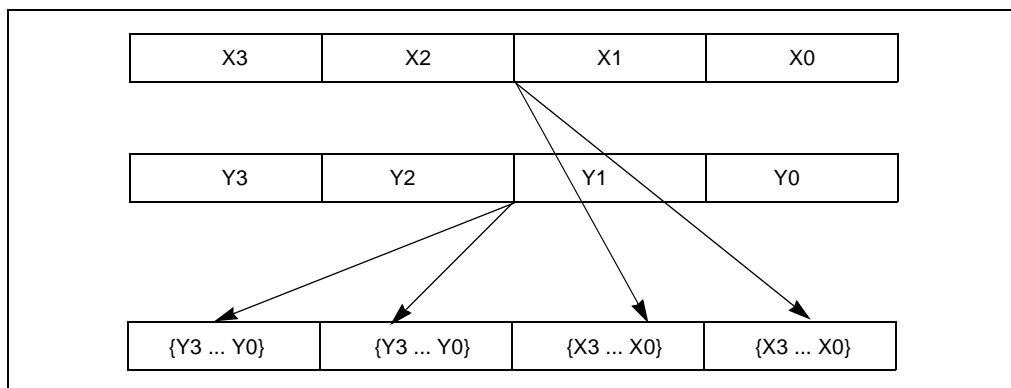 X3 X2 X1 X0
Y3 Y2 Y1 Y0
{Y3 ... Y0} {Y3 ... Y0} {X3 ... X0} {X3 ... X0}